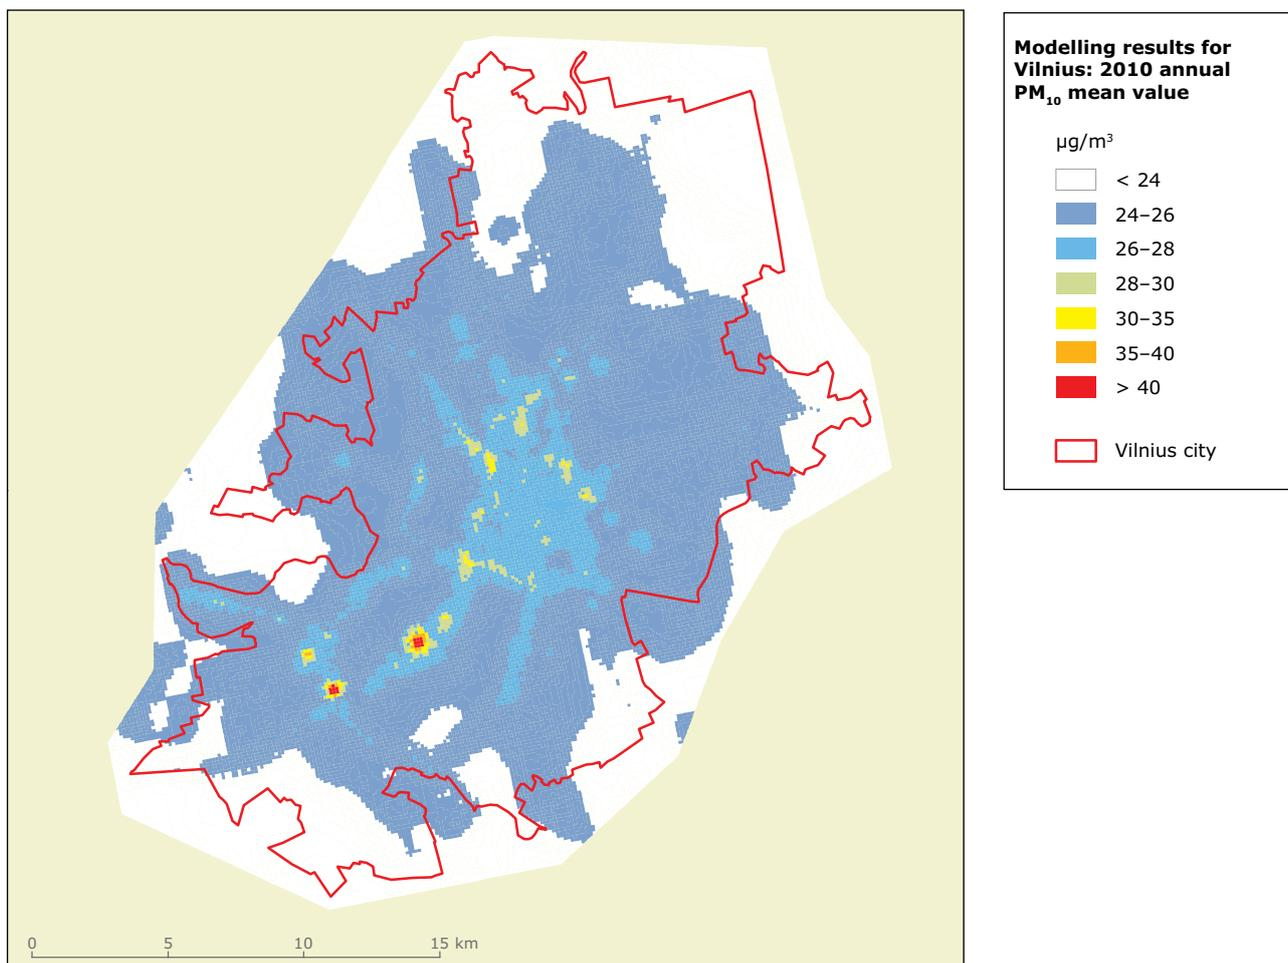 Modelling results for
Vilnius: 2010 annual
PM₁₀ mean value
µg/m³
< 24
24–26
26–28
28–30
30–35
35–40
> 40
Vilnius city
0 5 10 15 km